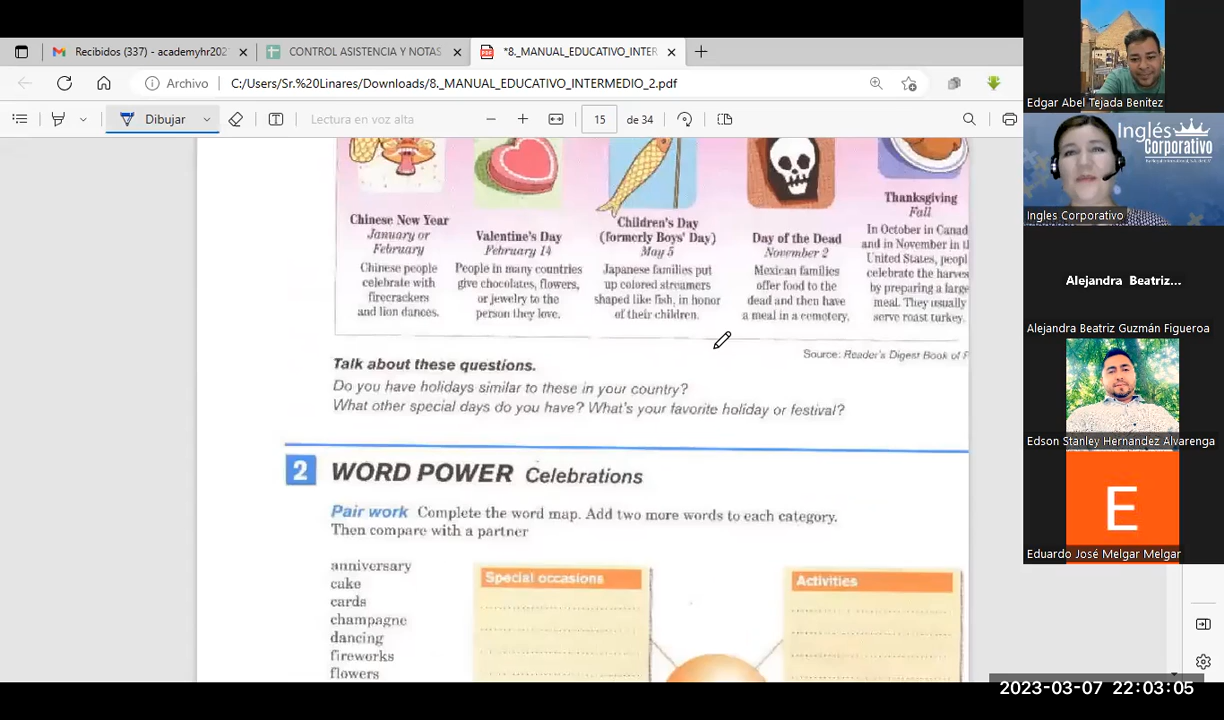 Recibidos (337) - academyhr202
CONTROL ASISTENCIA Y NOTAS
*8._MANUAL_EDUCATIVO_INTER
Archivo
C:/Users/Sr.%20Linares/Downloads/8._MANUAL_EDUCATIVO_INTERMEDIO_2.pdf
Dibujar
Lectura en voz alta
15
de 34
Chinese New Year
January or
February
Chinese people
celebrate with
firecrackers
and lion dances.
Valentine's Day
February 14
People in many countries
give chocolates, flowers,
or jewelry to the
person they love.
Children's Day
(formerly Boys' Day)
May 5
Japanese families put
up colored streamers
shaped like fish, in honor
of their children.
Day of the Dead
November 2
Mexican families
offer food to the
dead and then have
a meal in a cemetery.
Thanksgiving
Fall
In October in Canad
and in November in
United States, peopl
celebrate the harves
by preparing a large
meal. They usually
serve roast turkey.
Source: Reader's Digest Book of F
Talk about these questions.
Do you have holidays similar to these in your country?
What other special days do you have? What's your favorite holiday or festival?
2 WORD POWER Celebrations
Pair work Complete the word map. Add two more words to each category.
Then compare with a partner
anniversary
cake
cards
champagne
dancing
fireworks
flowers
Special occasions
Activities
Edgar Abel Tejada Benitez
Inglés
Corporativo
Ingles Corporativo
Alejandra Beatriz...
Alejandra Beatriz Guzmán Figueroa
Edson Stanley Hernandez Alvarenga
E
Eduardo José Melgar Melgar
2023-03-07 22:03:05